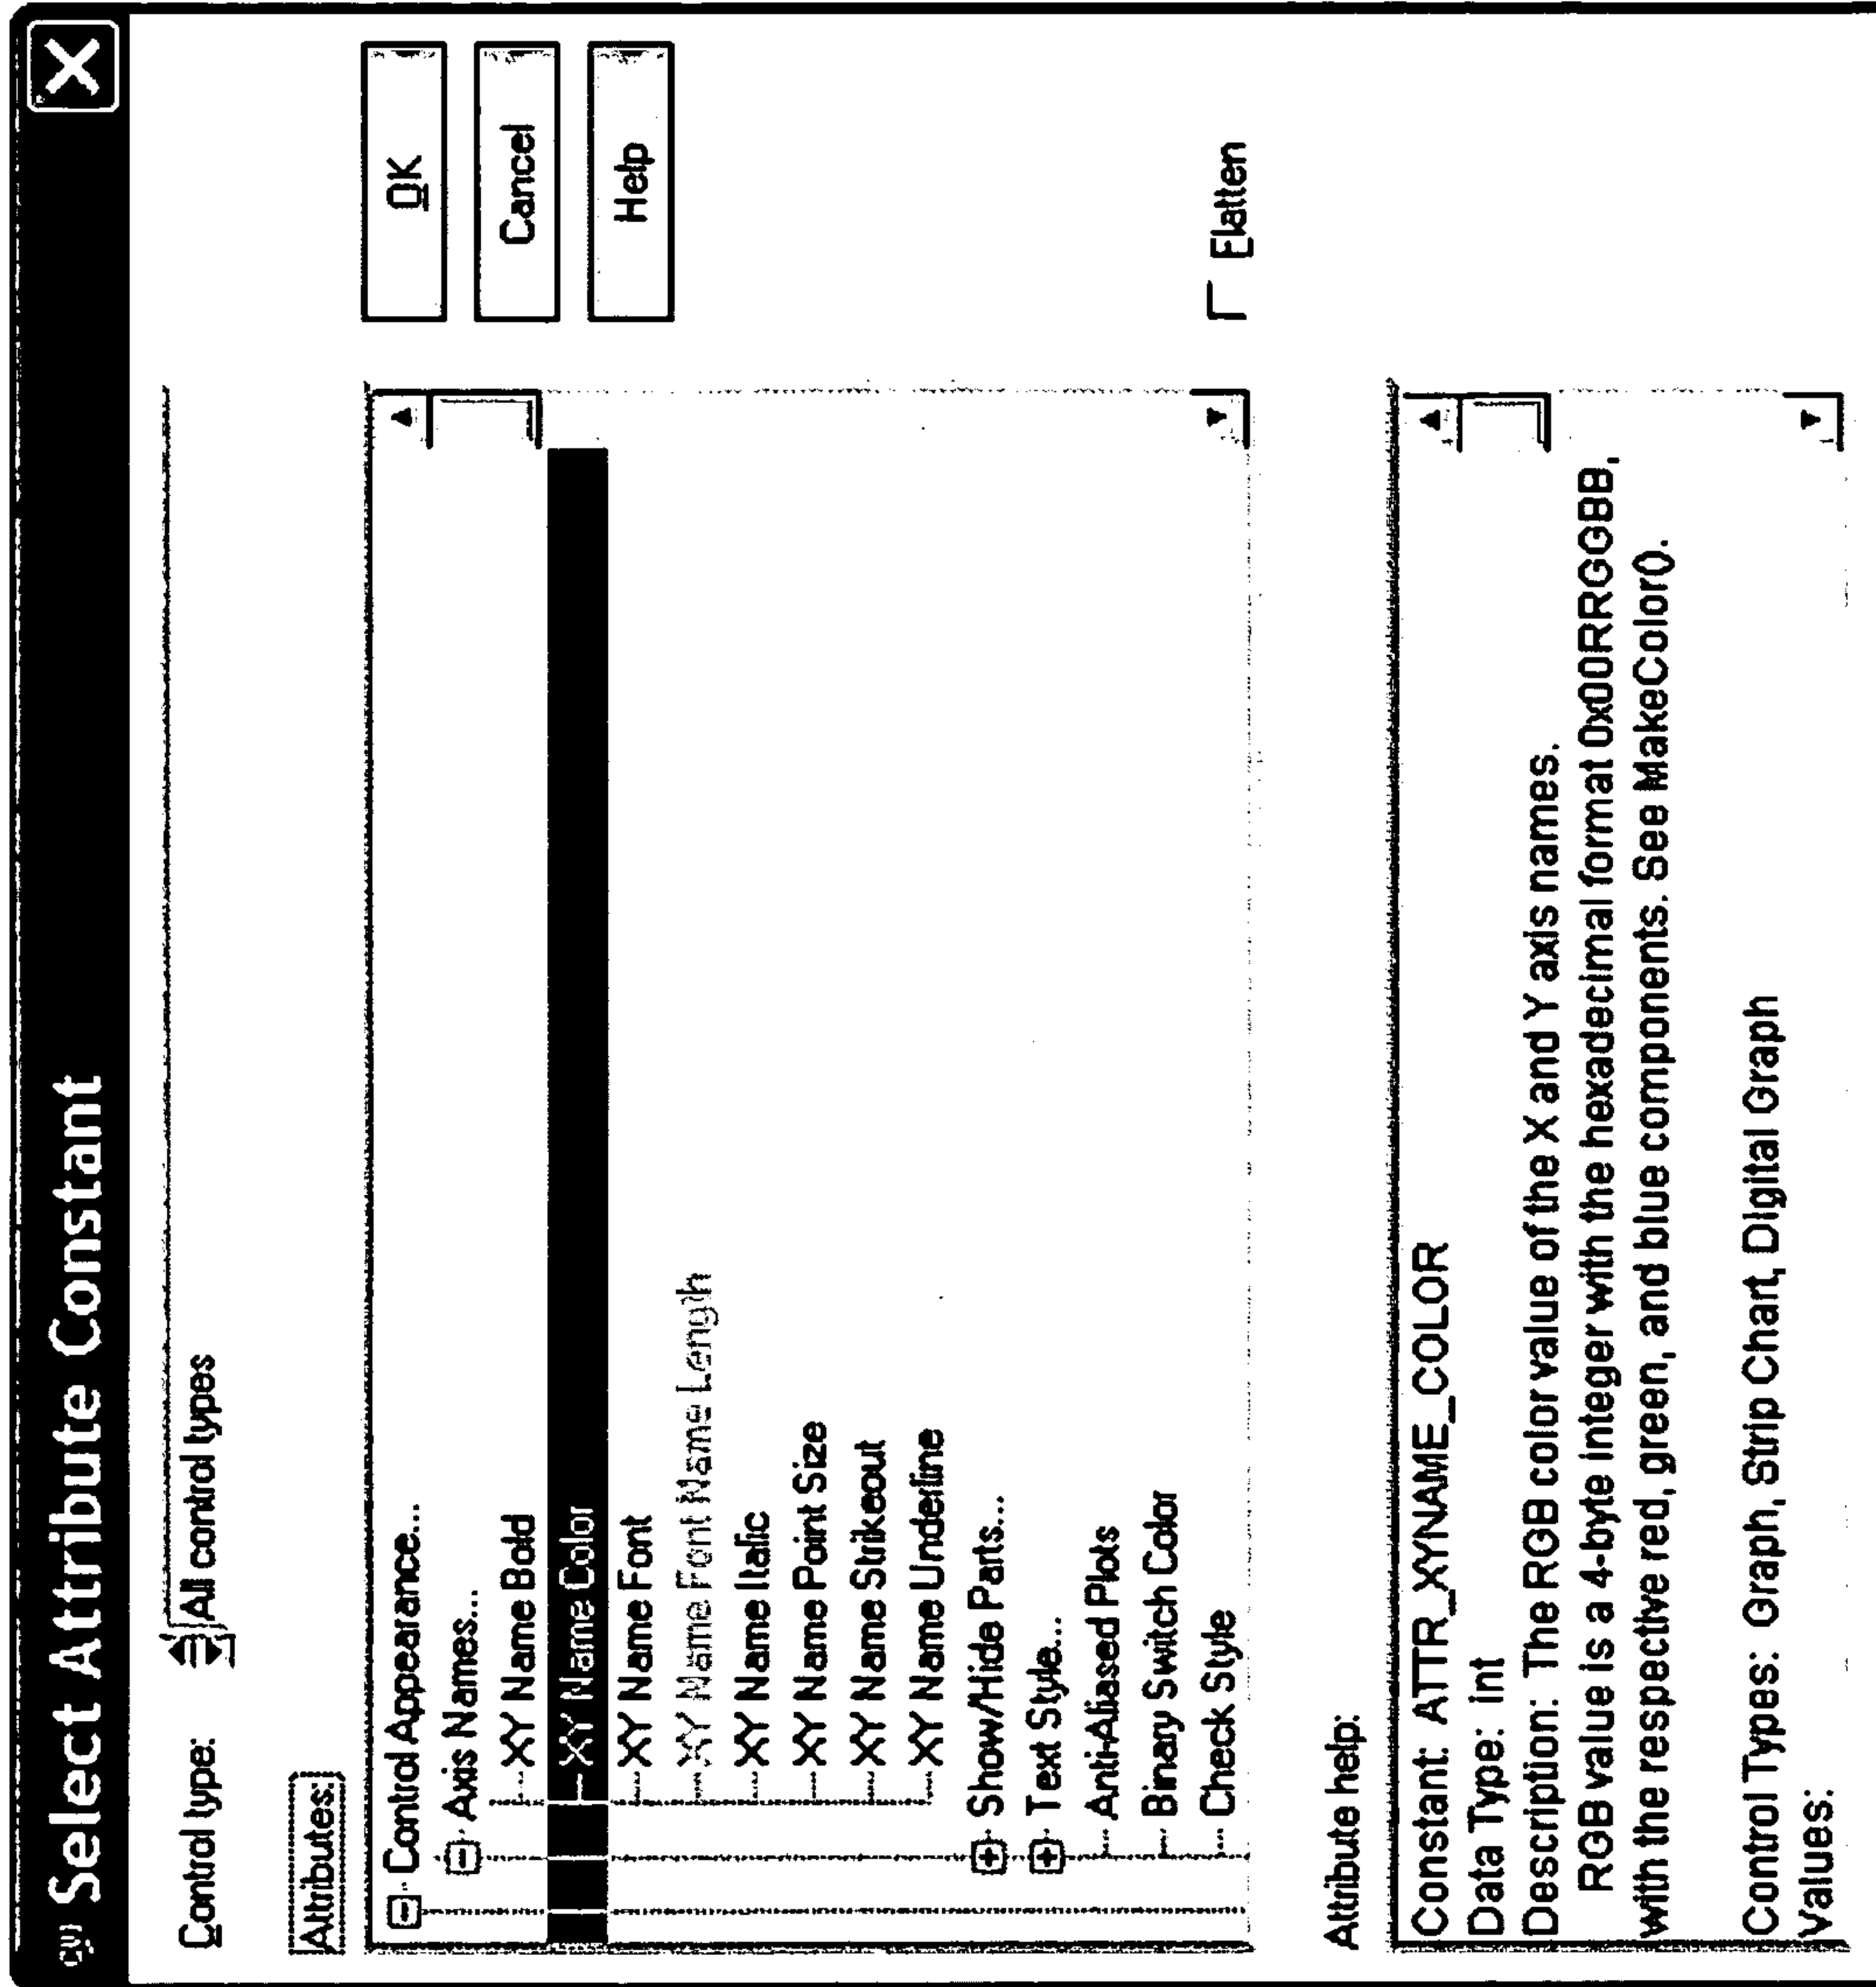 cvi Select Attribute Constant
Control type:
All control types
Attributes:
Control Appearance...
Axis Names...
XY Name Bold
XY Name Color
XY Name Font
XY Name Font Name Length
XY Name Italic
XY Name Point Size
XY Name Strikeout
XY Name Underline
Show/Hide Parts...
Text Style...
Anti-Aliased Plots
Binary Switch Color
Check Style
OK
Cancel
Help
Flatten
Attribute help:
Constant: ATTR_XYNAME_COLOR
Data Type: int
Description: The RGB color value of the X and Y axis names.
RGB value is a 4-byte integer with the hexadecimal format 0x00RRGGBB,
with the respective red, green, and blue components. See MakeColor().
Control Types: Graph, Strip Chart, Digital Graph
Values: